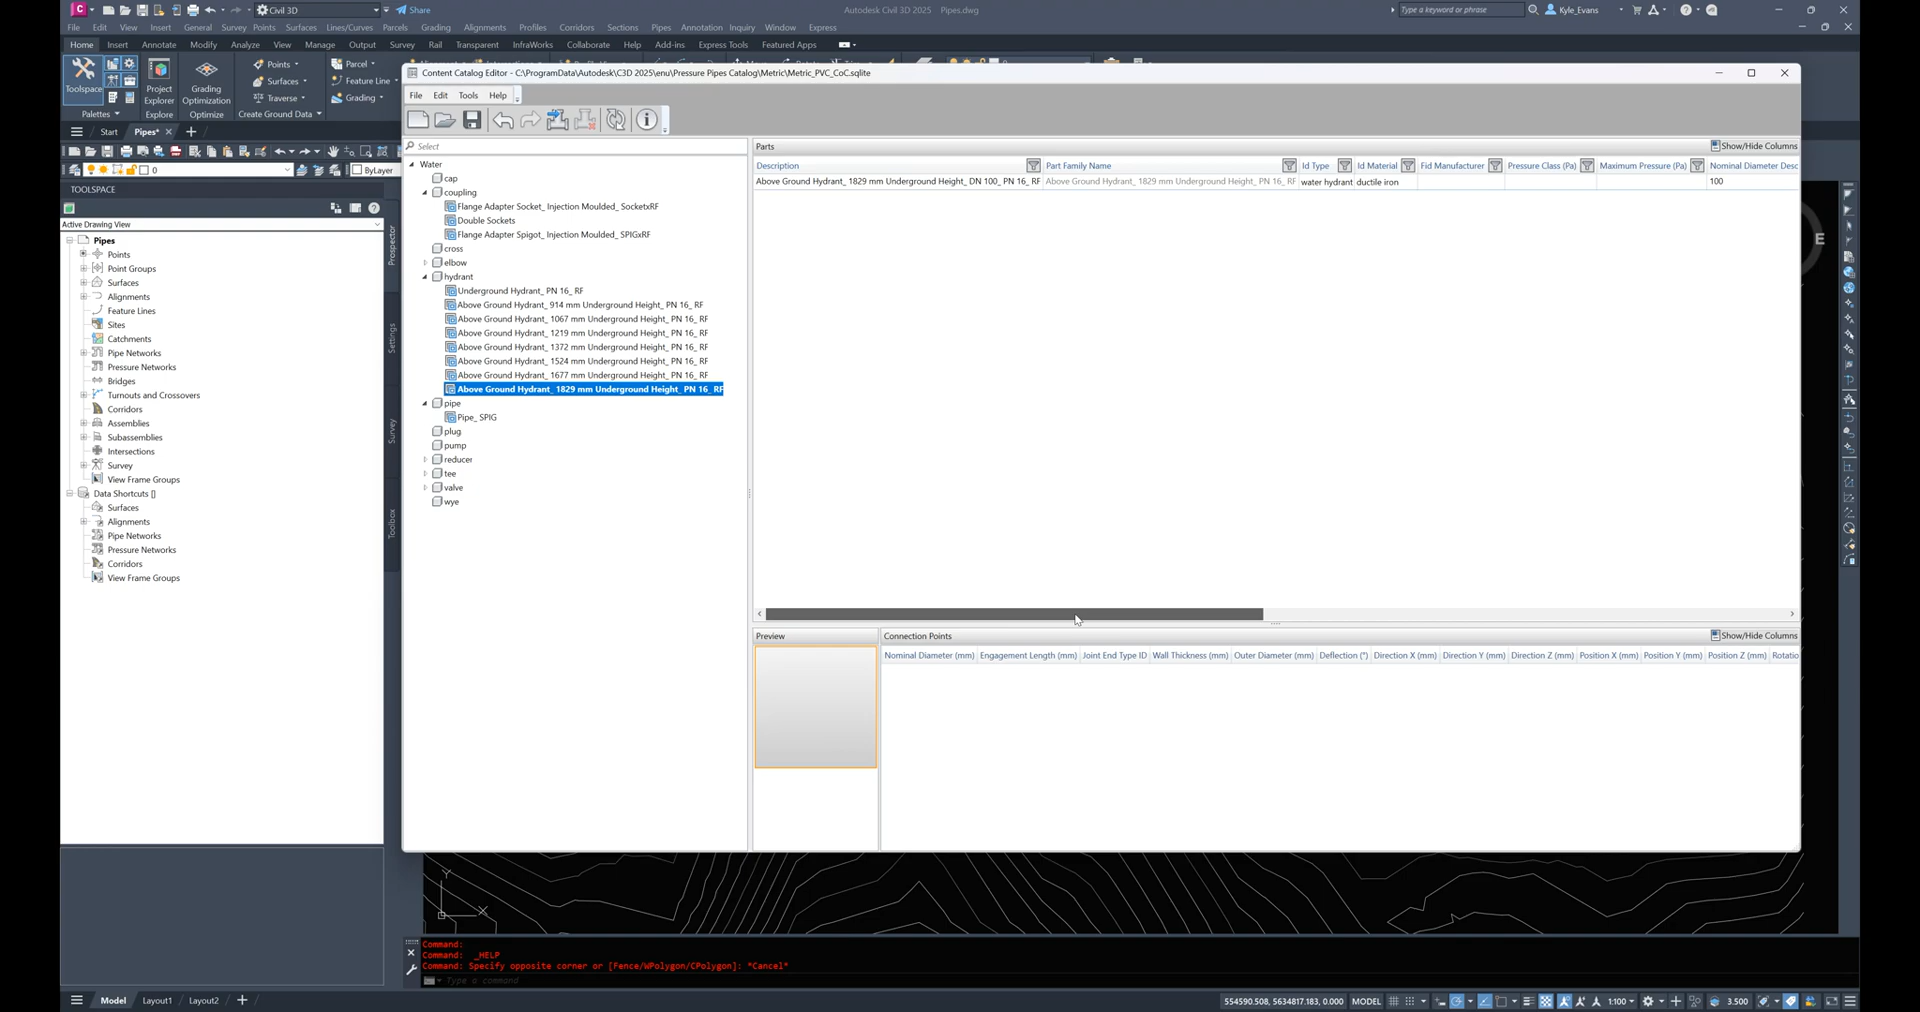 Civil 3D
Share
Autodesk Civil 3D 2025 Pipes.dwg
Type a keyword or phrase
Kyle_Evans
File Edit View Insert General Survey Points Surfaces Lines/Curves Parcels Grading Alignments Profiles Corridors Sections Pipes Annotation Inquiry Window Express
Home Insert Annotate Modify Analyze View Manage Output Survey Rail Transparent InfraWorks Collaborate Help Add-ins Express Tools Featured Apps
Toolspace
Palettes
Project Explorer
Explore
Grading Optimization
Optimize
Points
Surfaces
Traverse
Create Ground Data
Parcel
Feature Line
Grading
Start
Pipes*
0
ByLayer
TOOLSPACE
Active Drawing View
Pipes
Points
Point Groups
Surfaces
Alignments
Feature Lines
Sites
Catchments
Pipe Networks
Pressure Networks
Bridges
Turnouts and Crossovers
Corridors
Assemblies
Subassemblies
Intersections
Survey
View Frame Groups
Data Shortcuts []
Surfaces
Alignments
Pipe Networks
Pressure Networks
Corridors
View Frame Groups
Prospector
Settings
Survey
Toolbox
Content Catalog Editor - C:\ProgramData\Autodesk\C3D 2025\enu\Pressure Pipes Catalog\Metric\Metric_PVC_CoC.sqlite
File Edit Tools Help
Select
Water
cap
coupling
Flange Adapter Socket_ Injection Moulded_ SocketxRF
Double Sockets
Flange Adapter Spigot_ Injection Moulded_ SPIGxRF
cross
elbow
hydrant
Underground Hydrant_ PN 16_ RF
Above Ground Hydrant_ 914 mm Underground Height_ PN 16_ RF
Above Ground Hydrant_ 1067 mm Underground Height_ PN 16_ RF
Above Ground Hydrant_ 1219 mm Underground Height_ PN 16_ RF
Above Ground Hydrant_ 1372 mm Underground Height_ PN 16_ RF
Above Ground Hydrant_ 1524 mm Underground Height_ PN 16_ RF
Above Ground Hydrant_ 1677 mm Underground Height_ PN 16_ RF
Above Ground Hydrant_ 1829 mm Underground Height_ PN 16_ RF
pipe
Pipe_ SPIG
plug
pump
reducer
tee
valve
wye
Parts
Show/Hide Columns
Description Part Family Name Id Type Id Material Fid Manufacturer Pressure Class (Pa) Maximum Pressure (Pa) Nominal Diameter Desc
Above Ground Hydrant_ 1829 mm Underground Height_ DN 100_ PN 16_ RF Above Ground Hydrant_ 1829 mm Underground Height_ PN 16_ RF water hydrant ductile iron 100
Preview
Connection Points
Show/Hide Columns
Nominal Diameter (mm) Engagement Length (mm) Joint End Type ID Wall Thickness (mm) Outer Diameter (mm) Deflection (°) Direction X (mm) Direction Y (mm) Direction Z (mm) Position X (mm) Position Y (mm) Position Z (mm) Rotatio
E
Y
X
Command:
Command: _HELP
Command: Specify opposite corner or [Fence/WPolygon/CPolygon]: *Cancel*
Type a command
Model Layout1 Layout2
554590.508, 5634817.183, 0.000 MODEL 1:100 3.500